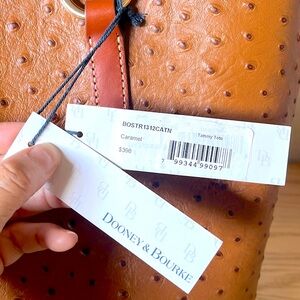 BOSTR1312CATN
Caramel Tammy Tote
$368
7 99344 99097
DOONEY & BOURKE